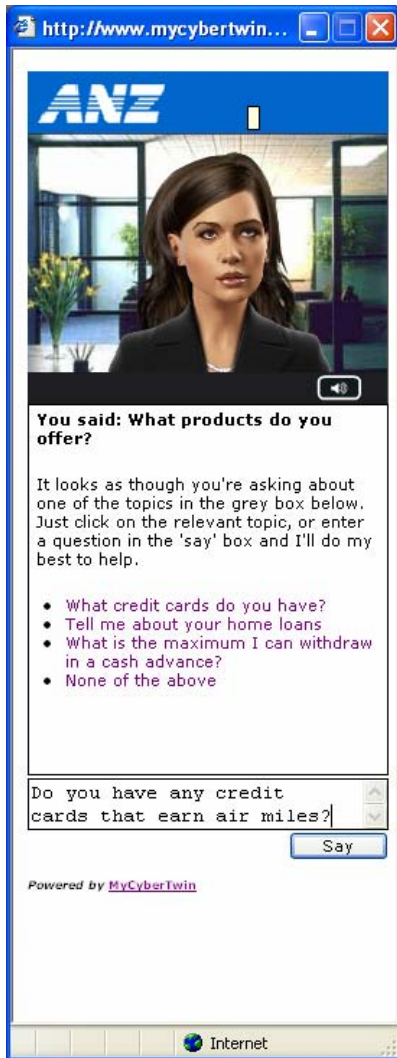 http://www.mycybertwin...
ANZ
You said: What products do you
offer?
It looks as though you're asking about
one of the topics in the grey box below.
Just click on the relevant topic, or enter
a question in the 'say' box and I'll do my
best to help.
• What credit cards do you have?
• Tell me about your home loans
• What is the maximum I can withdraw
in a cash advance?
• None of the above
Do you have any credit
cards that earn air miles?
Say
Powered by MyCyberTwin
Internet